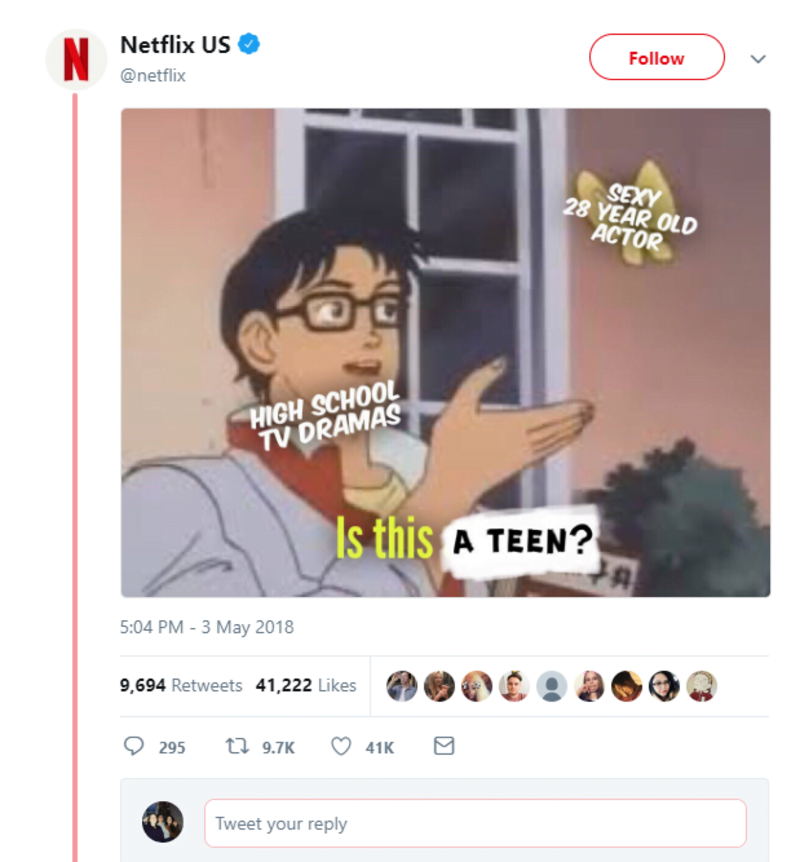 Netflix US
@netflix
Follow
SEXY
28 YEAR OLD
ACTOR
HIGH SCHOOL
TV DRAMAS
Is this A TEEN?
5:04 PM - 3 May 2018
9,694 Retweets 41,222 Likes
295 9.7K 41K
Tweet your reply